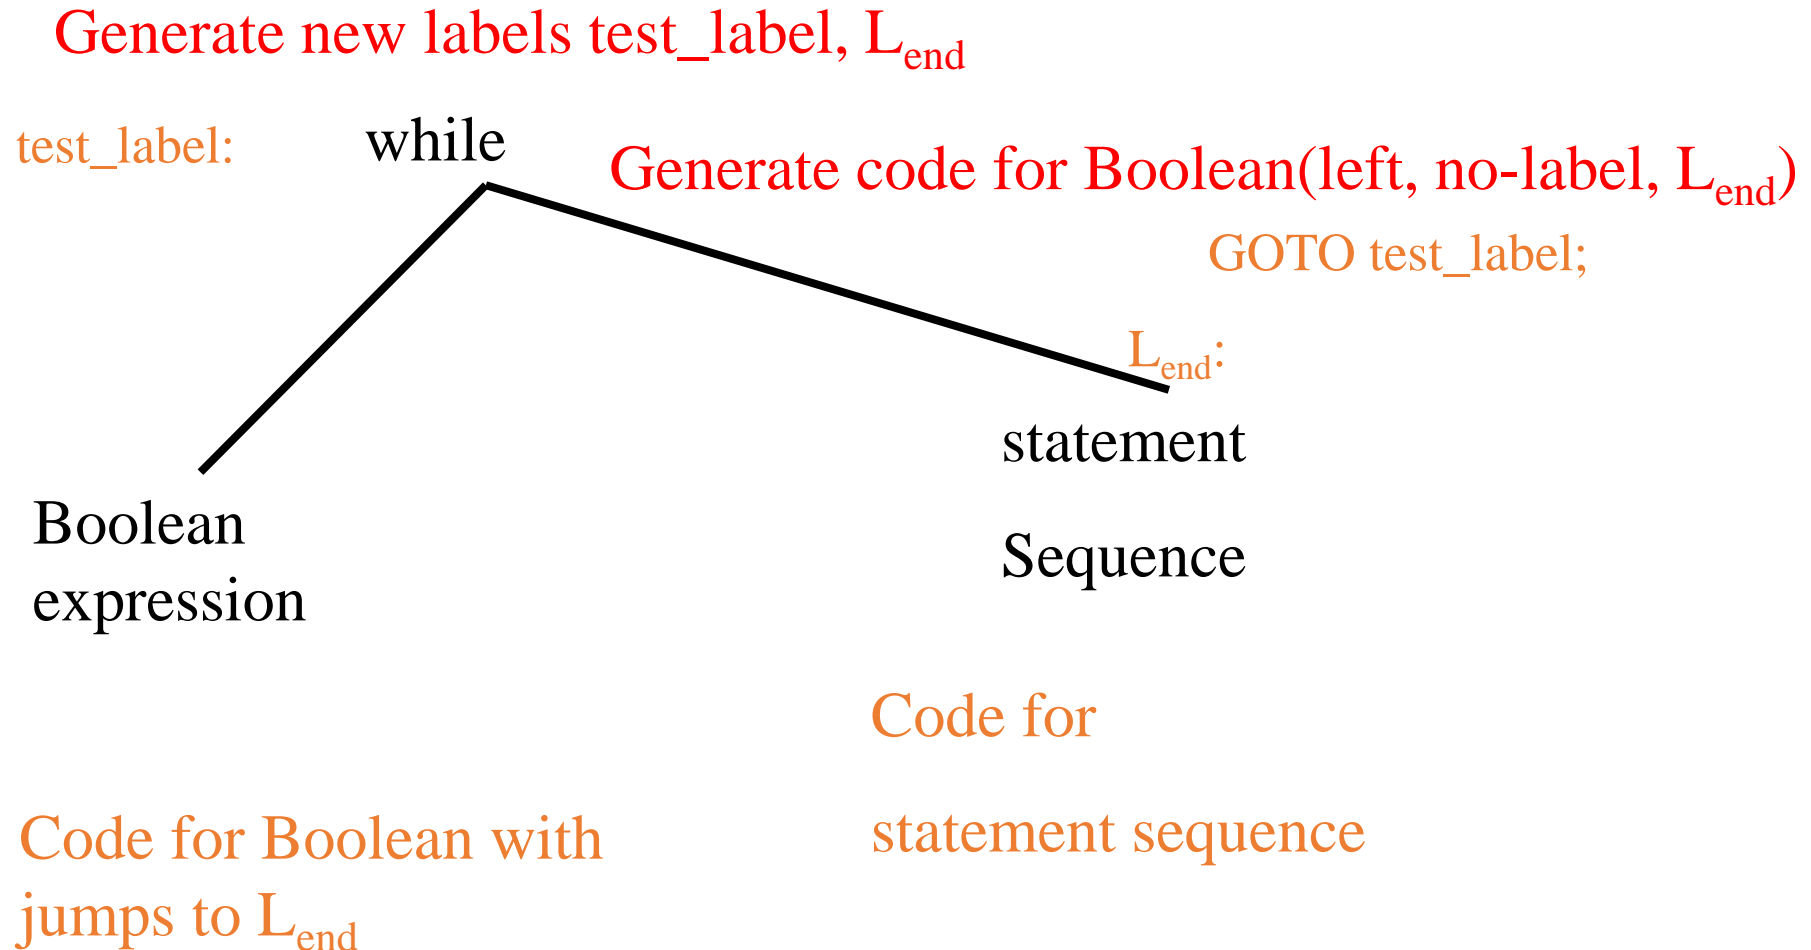 Generate new labels test_label, Lend
test_label:
while
Generate code for Boolean(left, no-label, Lend)
GOTO test_label;
Lend:
statement
Sequence
Boolean
expression
Code for
statement sequence
Code for Boolean with
jumps to Lend